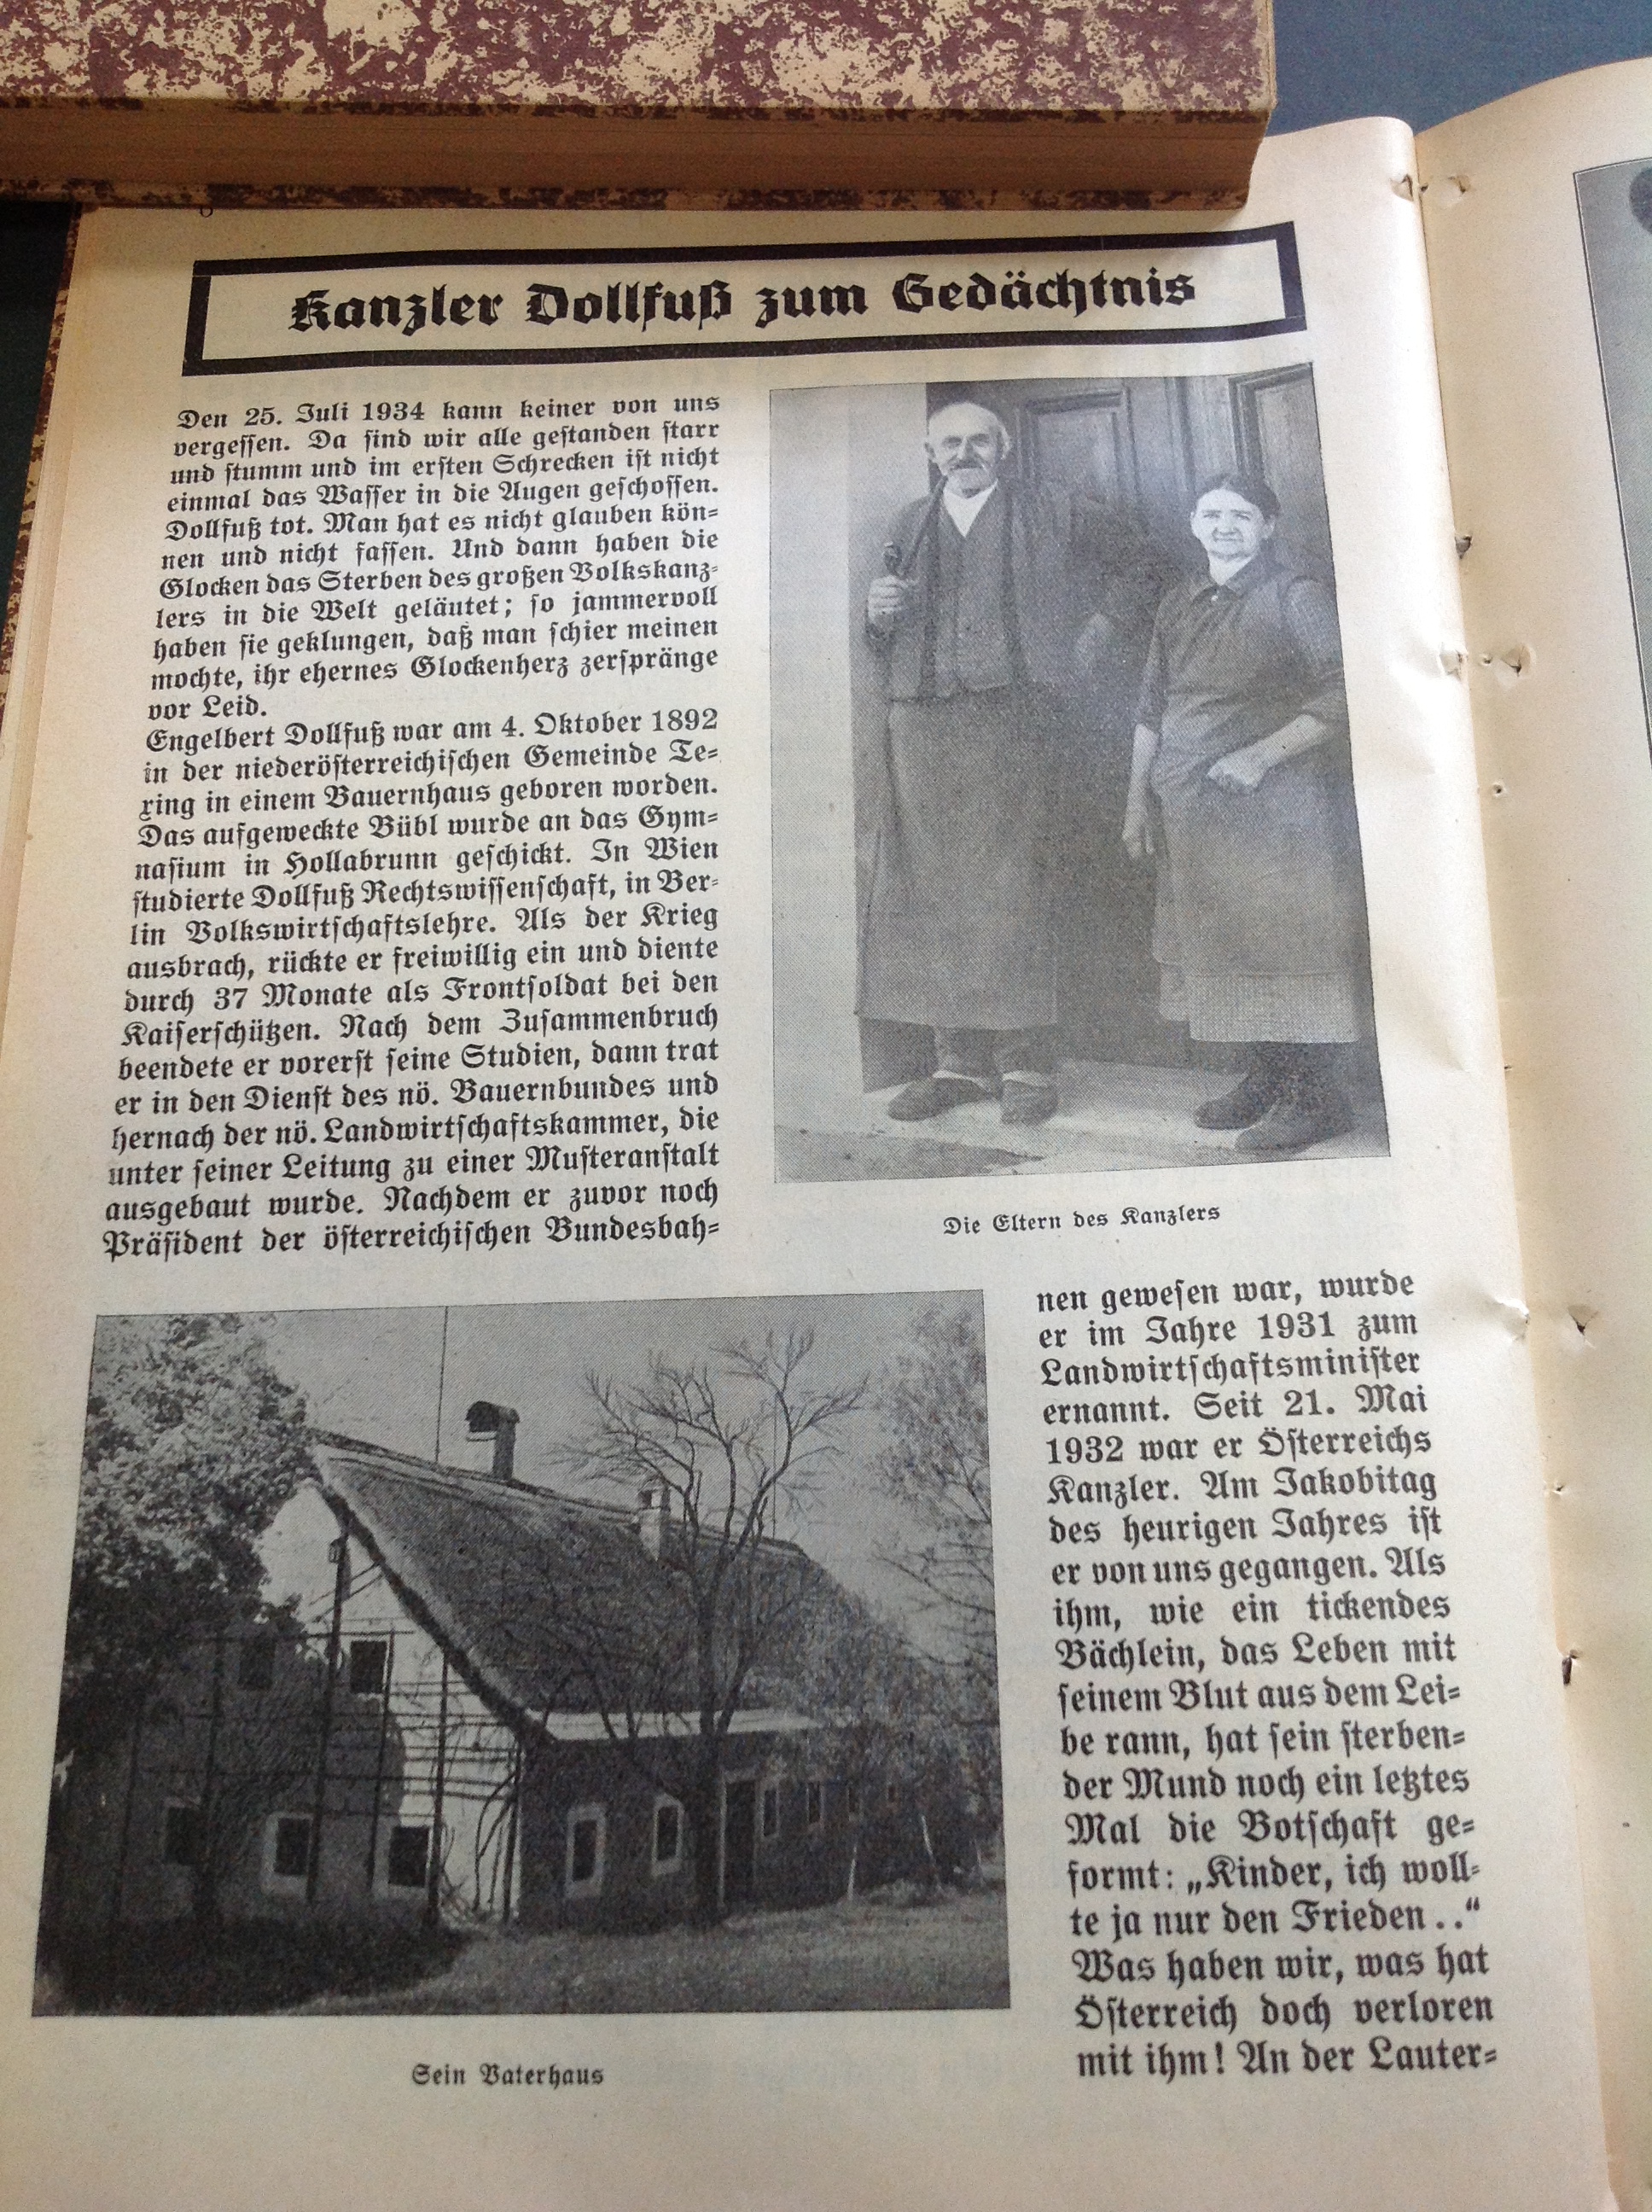 Kanzler Dollfuß zum Gedächtnis
Den 25. Juli 1934 kann keiner von uns
vergessen. Da sind wir alle gestanden starr
und stumm und im ersten Schrecken ist nicht
einmal das Wasser in die Augen geschossen.
Dollfuß tot. Man hat es nicht glauben kön-
nen und nicht fassen. Und dann haben die
Glocken das Sterben des großen Volkskanz-
lers in die Welt geläutet; so jammervoll
haben sie geklungen, daß man schier meinen
mochte, ihr ehernes Glockenherz zerspränge
vor Leid.
Engelbert Dollfuß war am 4. Oktober 1892
in der niederösterreichischen Gemeinde Te-
xing in einem Bauernhaus geboren worden.
Das aufgeweckte Bübl wurde an das Gym-
nasium in Hollabrunn geschickt. In Wien
studierte Dollfuß Rechtswissenschaft, in Ber-
lin Volkswirtschaftslehre. Als der Krieg
ausbrach, rückte er freiwillig ein und diente
durch 37 Monate als Frontsoldat bei den
Kaiserschützen. Nach dem Zusammenbruch
beendete er vorerst seine Studien, dann trat
er in den Dienst des nö. Bauernbundes und
hernach der nö. Landwirtschaftskammer, die
unter seiner Leitung zu einer Musteranstalt
ausgebaut wurde. Nachdem er zuvor noch
Präsident der österreichischen Bundesbah-
Die Eltern des Kanzlers
nen gewesen war, wurde
er im Jahre 1931 zum
Landwirtschaftsminister
ernannt. Seit 21. Mai
1932 war er Österreichs
Kanzler. Am Jakobitag
des heurigen Jahres ist
er von uns gegangen. Als
ihm, wie ein tickendes
Bächlein, das Leben mit
seinem Blut aus dem Lei-
be rann, hat sein sterben-
der Mund noch ein letztes
Mal die Botschaft ge-
formt: „Kinder, ich woll-
te ja nur den Frieden . .“
Was haben wir, was hat
Österreich doch verloren
mit ihm! An der Lauter-
Sein Vaterhaus